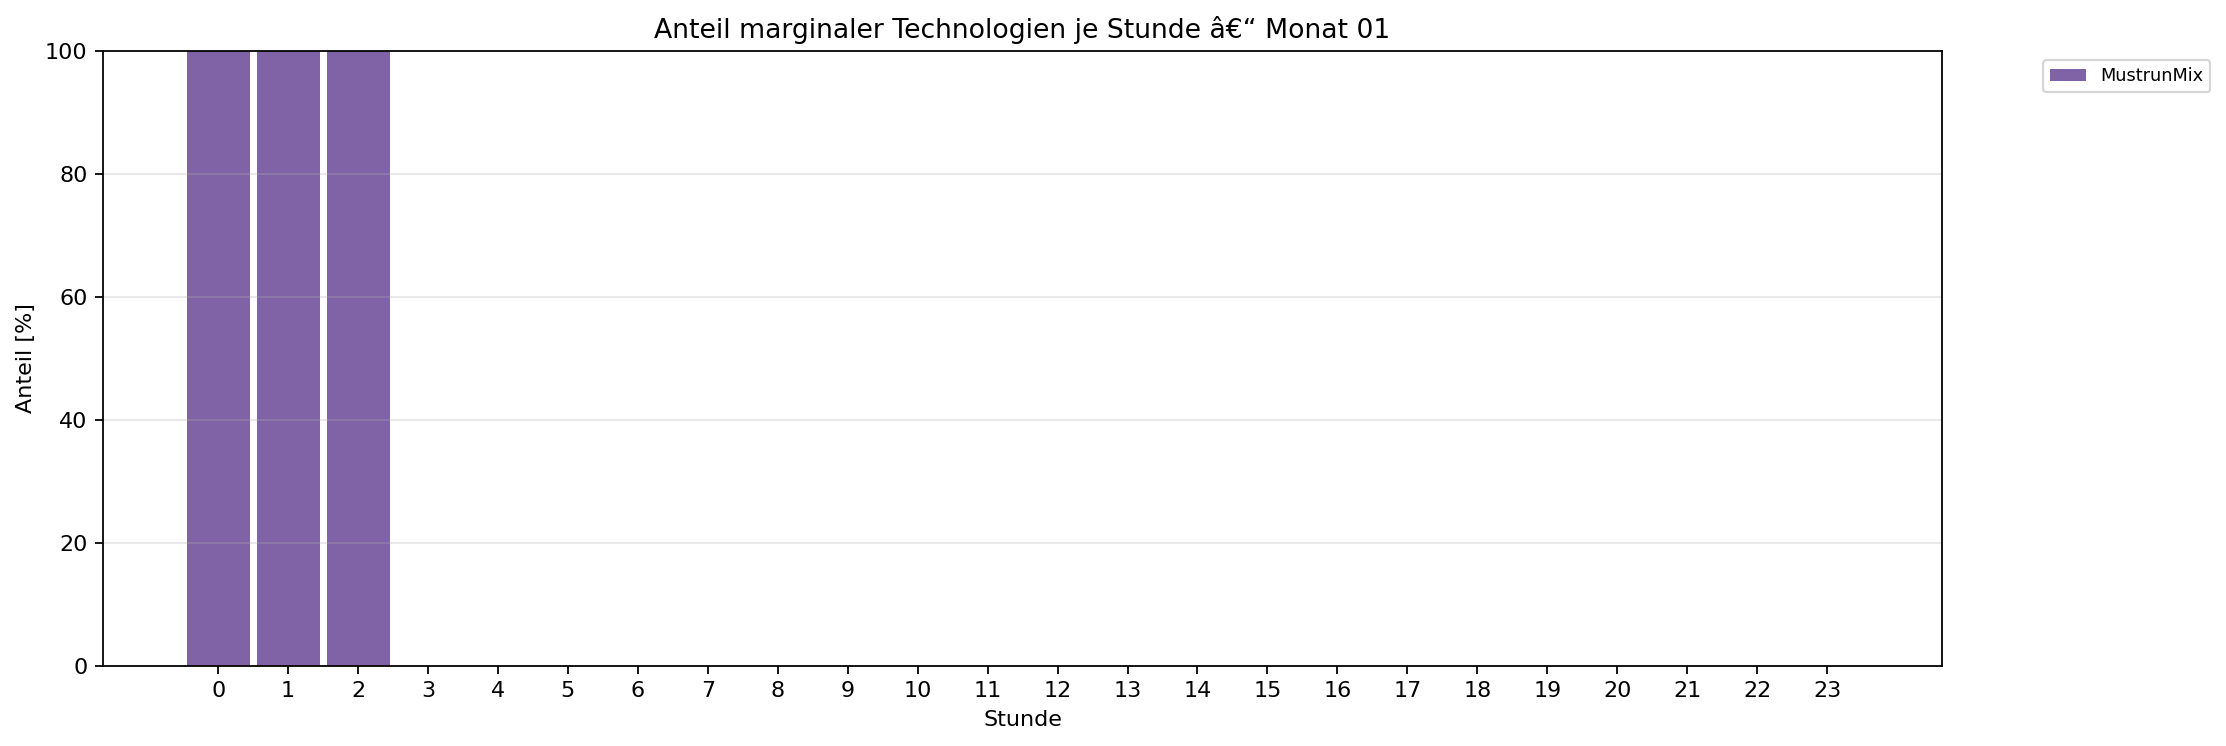 Anteil marginaler Technologien je Stunde â€“ Monat 01
MustrunMix
Anteil [%]
100
80
60
40
20
0
0 1 2 3 4 5 6 7 8 9 10 11 12 13 14 15 16 17 18 19 20 21 22 23
Stunde